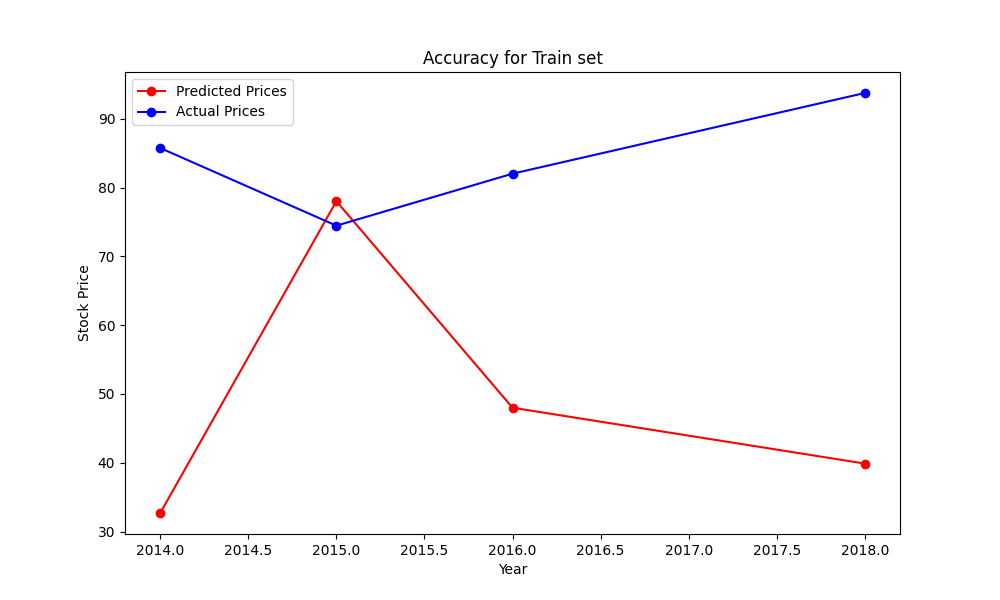 Accuracy for Train set
Predicted Prices
Actual Prices
90
80
70
60
50
40
30
Stock Price
2014.0 2014.5 2015.0 2015.5 2016.0 2016.5 2017.0 2017.5 2018.0
Year